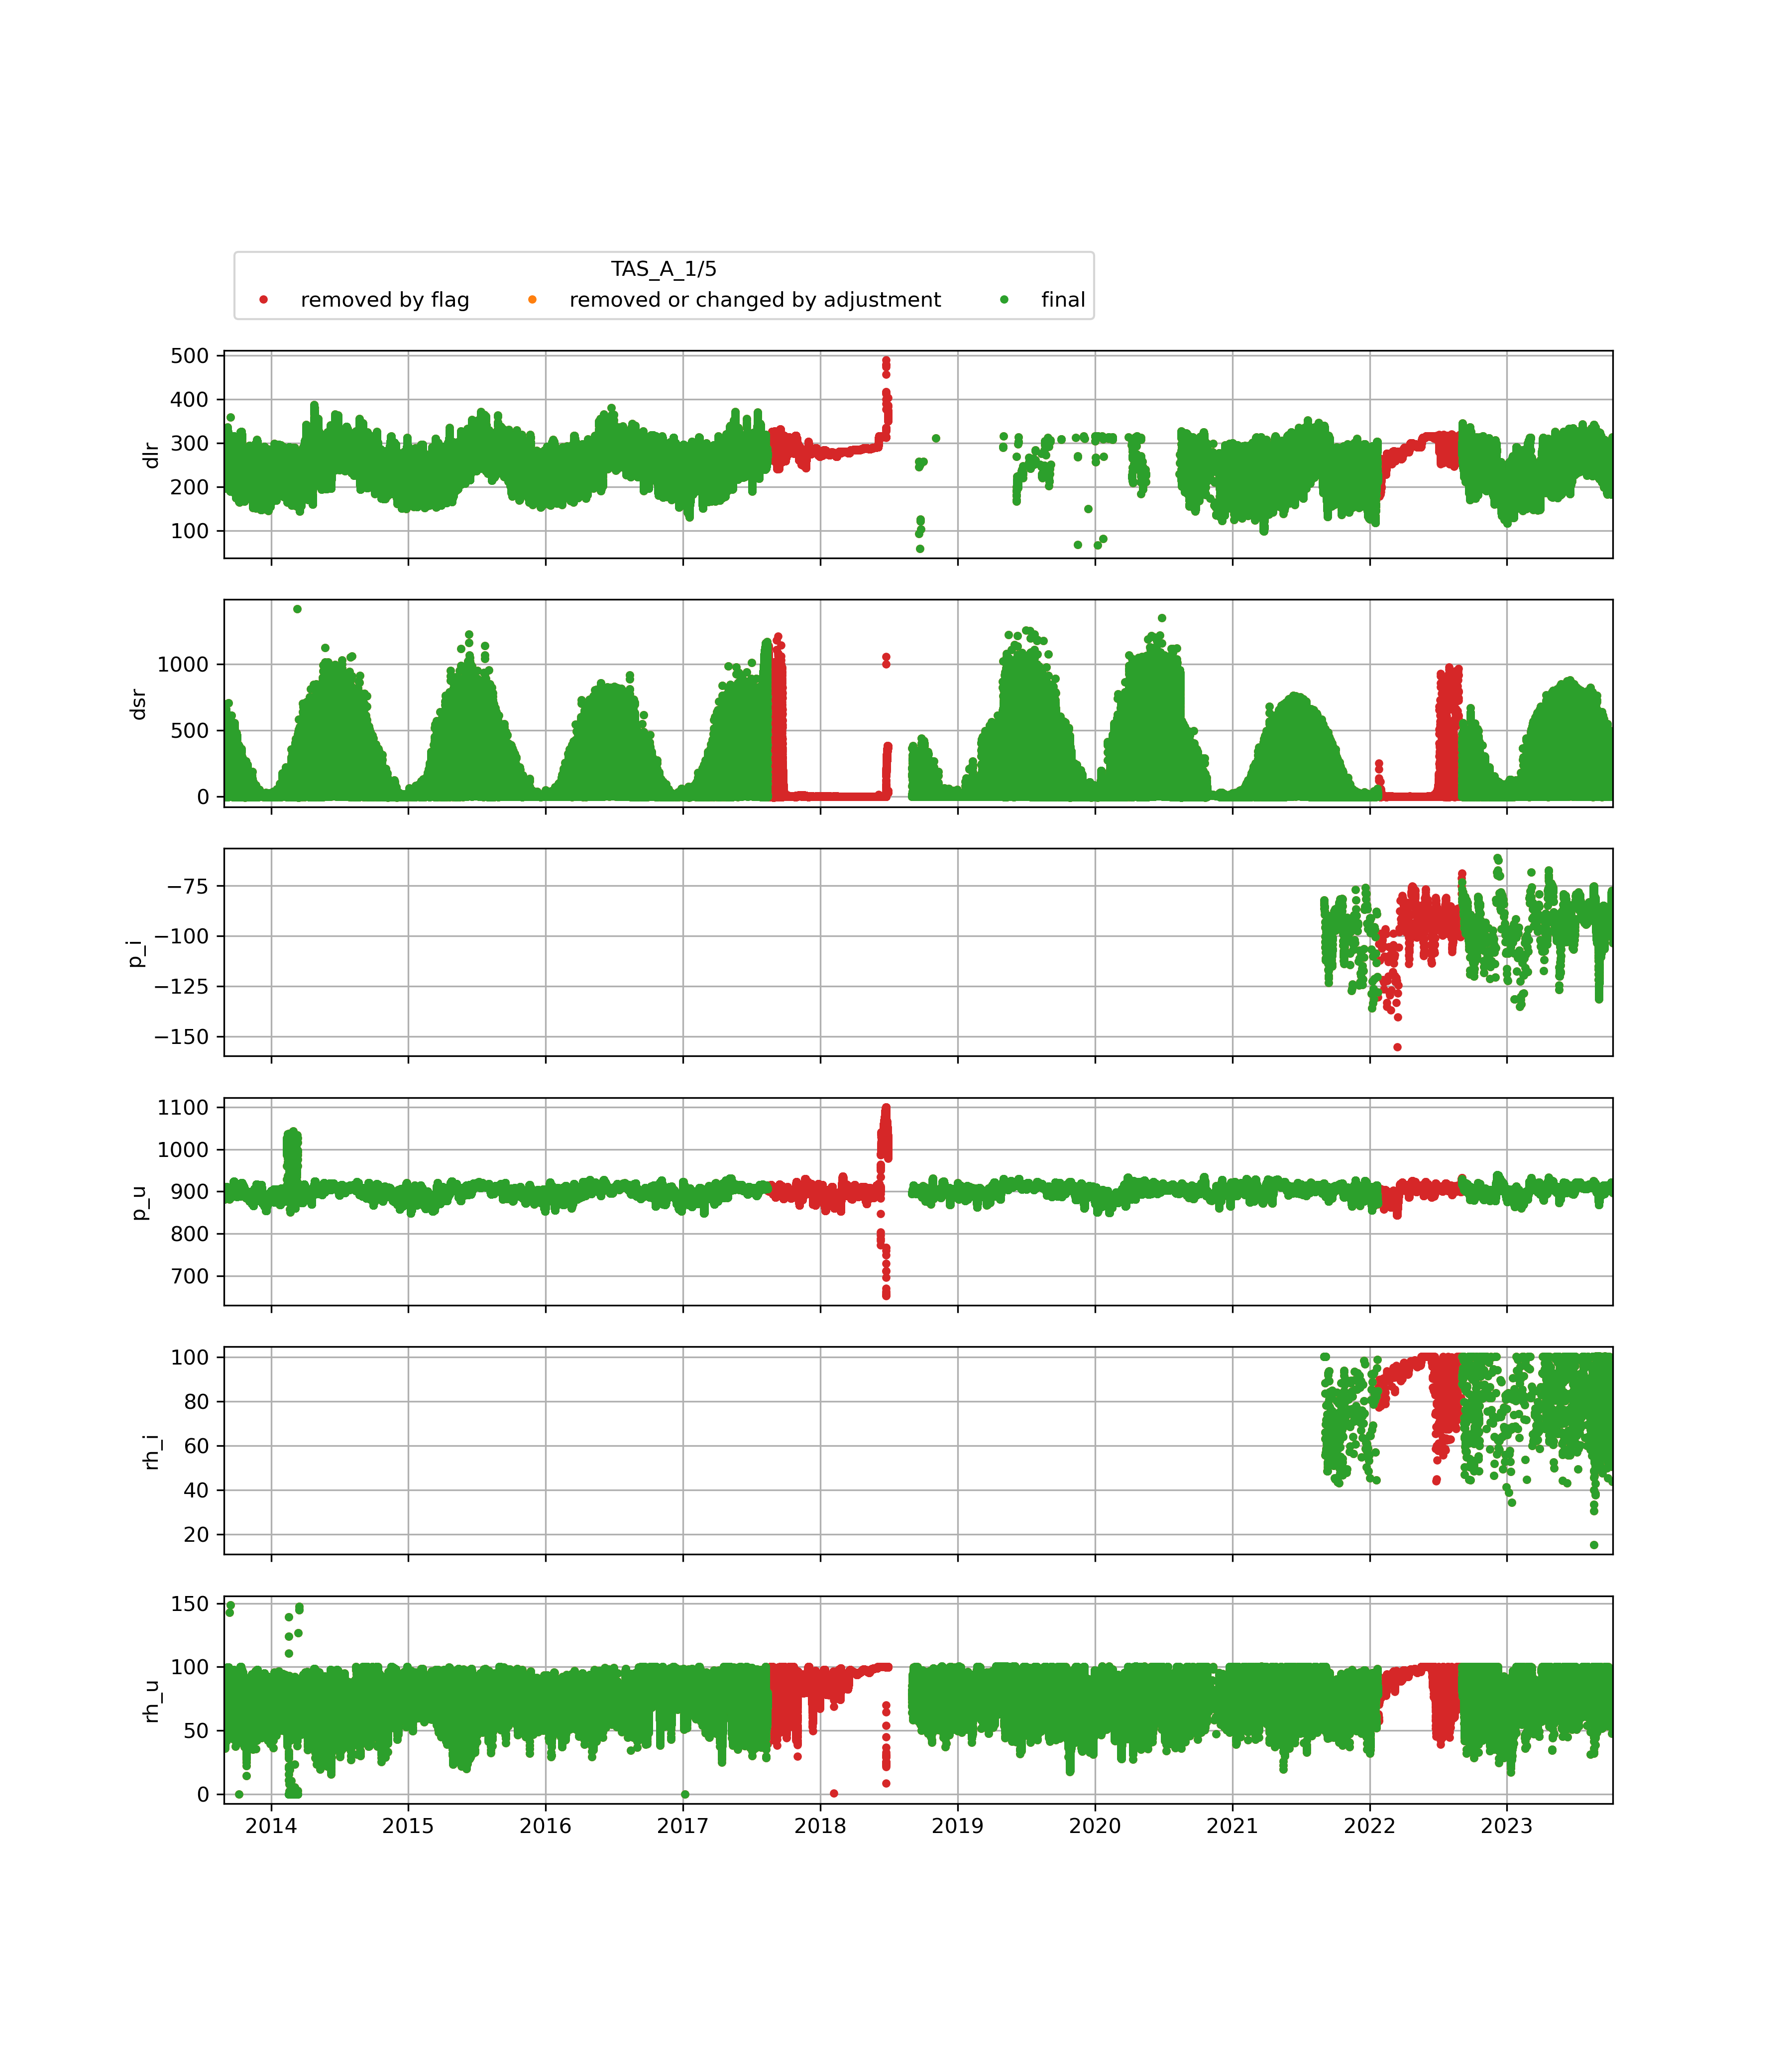 TAS_A_1/5
removed by flag removed or changed by adjustment final
500
400
300
200
100
dlr
1000
500
0
dsr
−75
−100
−125
−150
p_i
1100
1000
900
800
700
p_u
100
80
60
40
20
rh_i
150
100
50
0
rh_u
2014 2015 2016 2017 2018 2019 2020 2021 2022 2023